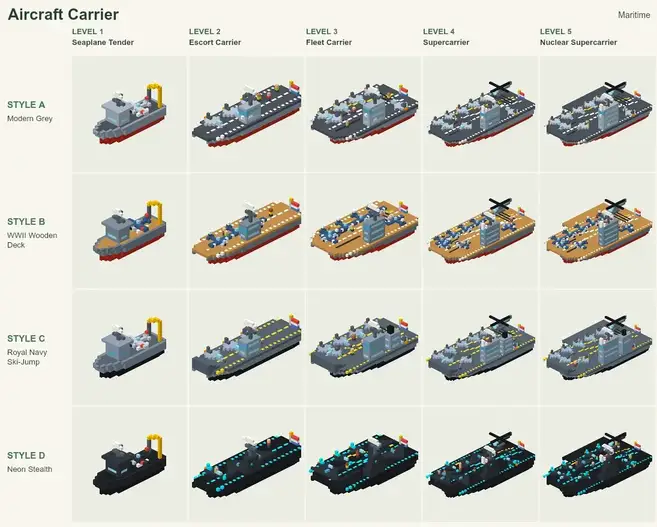 Aircraft Carrier
Maritime
LEVEL 1
Seaplane Tender
LEVEL 2
Escort Carrier
LEVEL 3
Fleet Carrier
LEVEL 4
Supercarrier
LEVEL 5
Nuclear Supercarrier
STYLE A
Modern Grey
STYLE B
WWII Wooden
Deck
STYLE C
Royal Navy
Ski-Jump
STYLE D
Neon Stealth